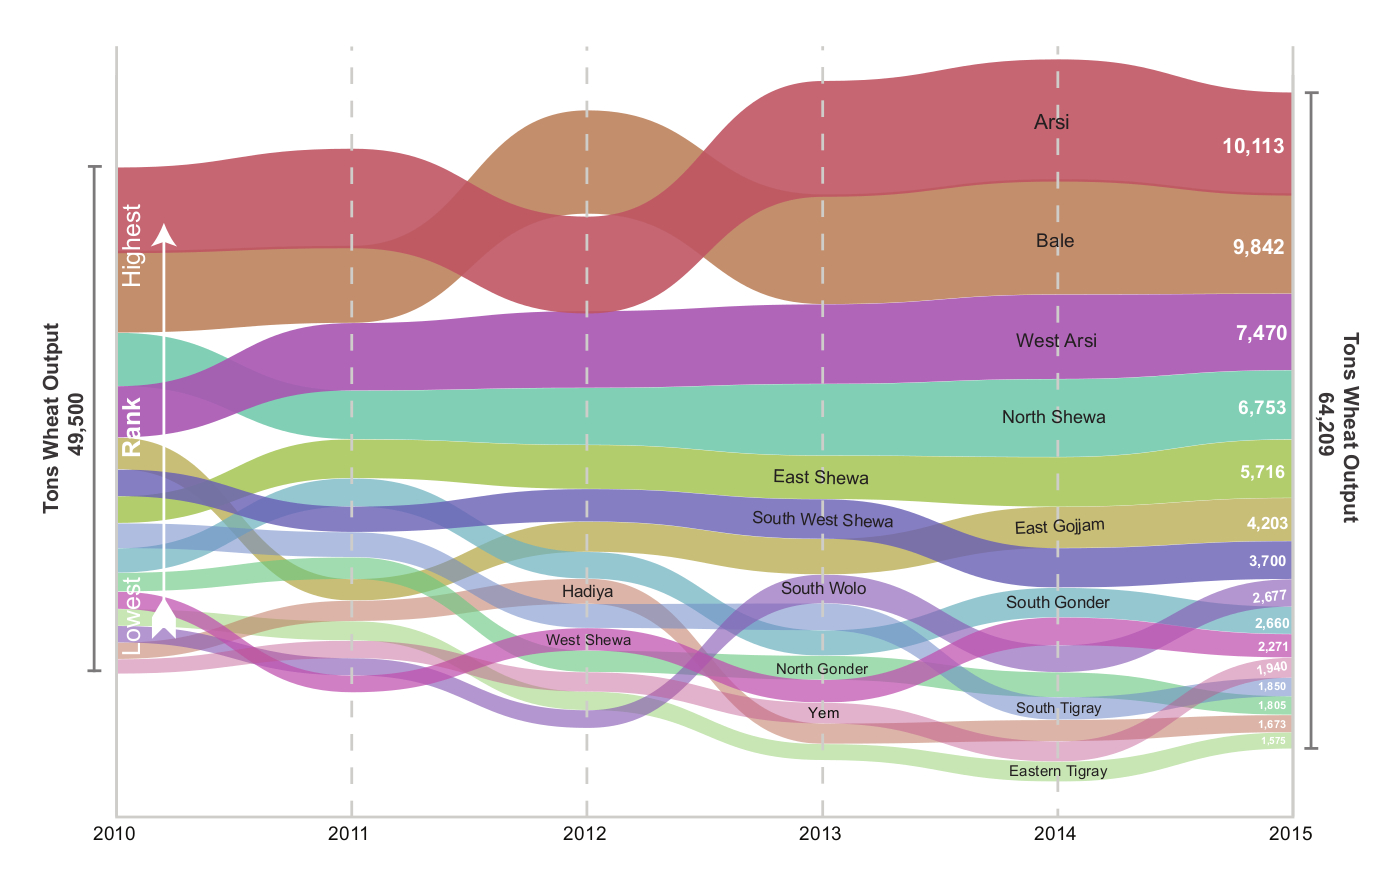 Arsi
10,113
Highest
Bale
9,842
West Arsi
7,470
Tons Wheat Output
49,500
Rank
North Shewa
6,753
Tons Wheat Output
64,209
East Shewa
5,716
South West Shewa
East Gojjam
4,203
3,700
Hadiya
South Wolo
2,677
South Gonder
2,660
Lowest
West Shewa
2,271
North Gonder
1,940
1,850
Yem
South Tigray
1,805
1,673
1,575
Eastern Tigray
2010 2011 2012 2013 2014 2015